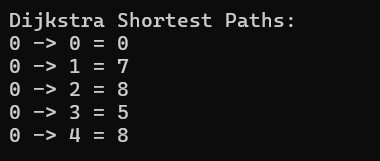 Dijkstra Shortest Paths:
0 -> 0 = 0
0 -> 1 = 7
0 -> 2 = 8
0 -> 3 = 5
0 -> 4 = 8